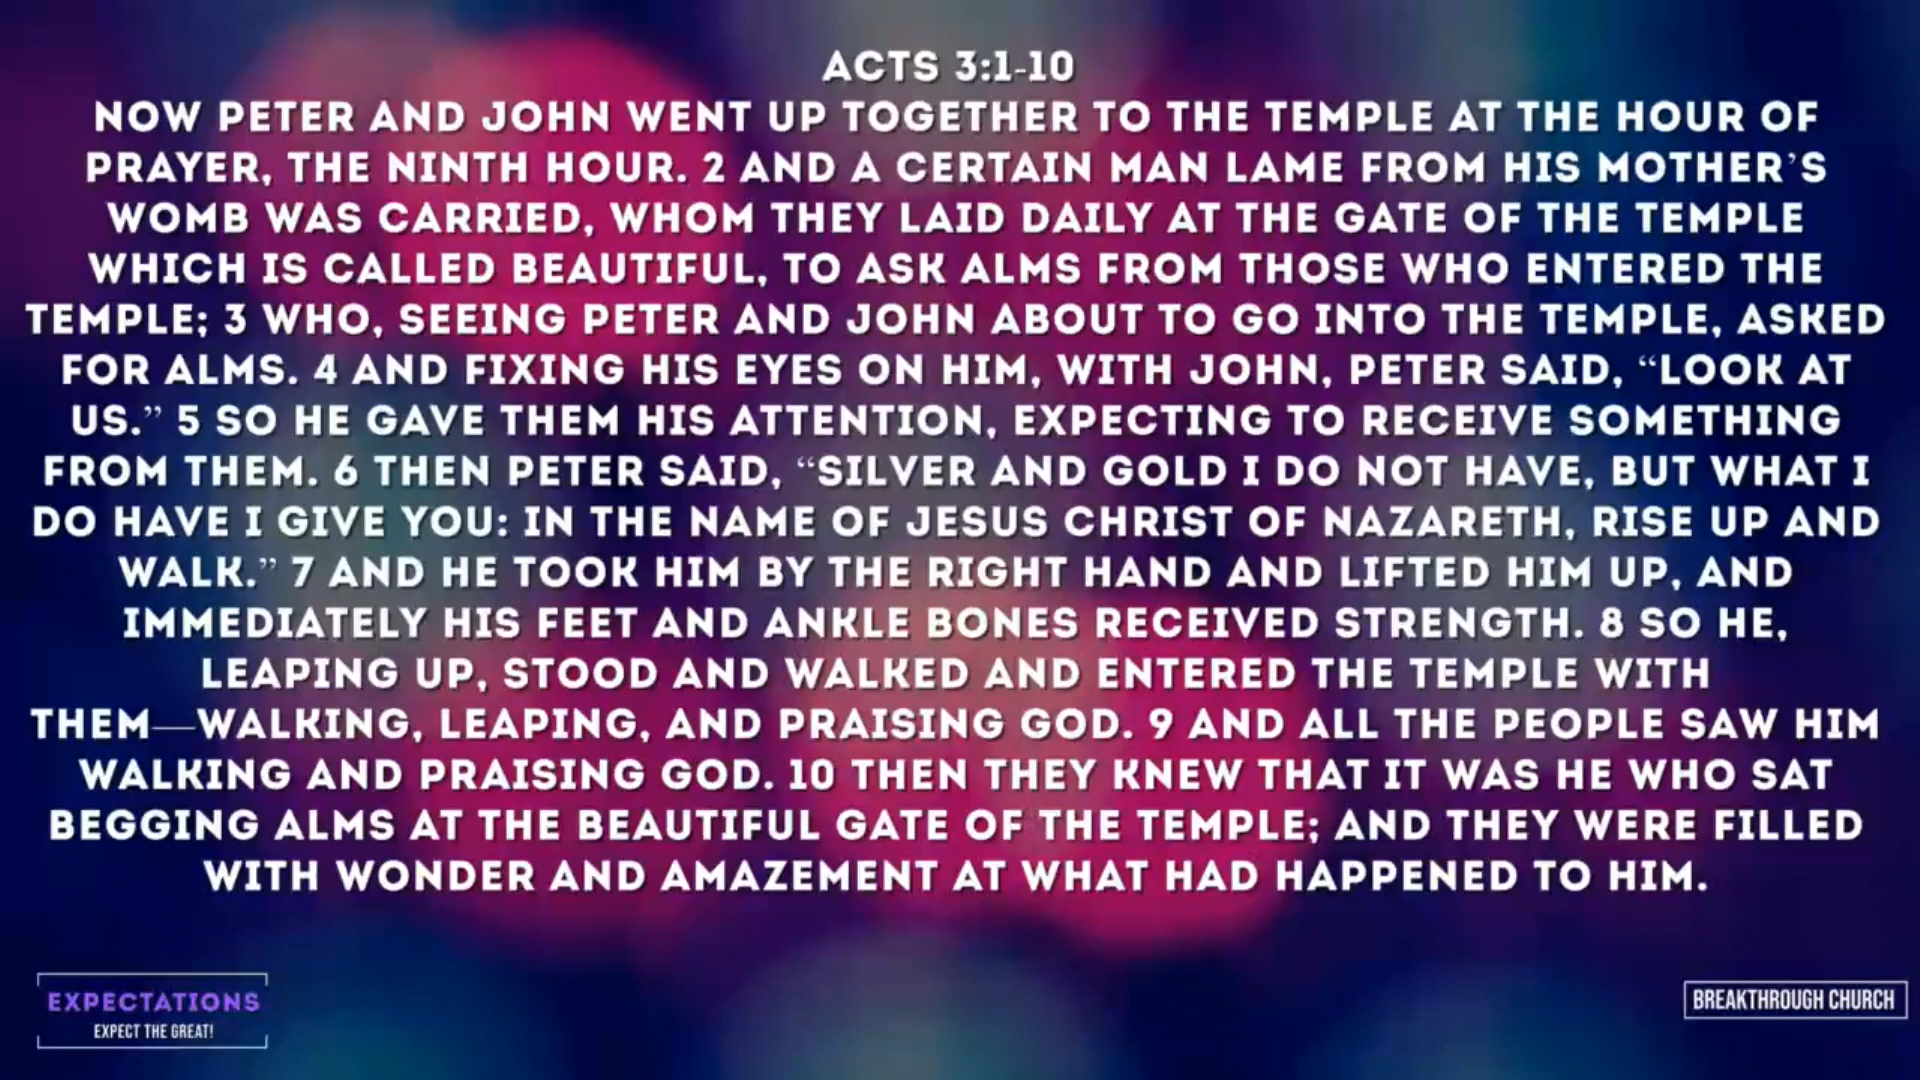 ACTS 3:1-10
NOW PETER AND JOHN WENT UP TOGETHER TO THE TEMPLE AT THE HOUR OF
PRAYER, THE NINTH HOUR. 2 AND A CERTAIN MAN LAME FROM HIS MOTHER’S
WOMB WAS CARRIED, WHOM THEY LAID DAILY AT THE GATE OF THE TEMPLE
WHICH IS CALLED BEAUTIFUL, TO ASK ALMS FROM THOSE WHO ENTERED THE
TEMPLE; 3 WHO, SEEING PETER AND JOHN ABOUT TO GO INTO THE TEMPLE, ASKED
FOR ALMS. 4 AND FIXING HIS EYES ON HIM, WITH JOHN, PETER SAID, “LOOK AT
US.” 5 SO HE GAVE THEM HIS ATTENTION, EXPECTING TO RECEIVE SOMETHING
FROM THEM. 6 THEN PETER SAID, “SILVER AND GOLD I DO NOT HAVE, BUT WHAT I
DO HAVE I GIVE YOU: IN THE NAME OF JESUS CHRIST OF NAZARETH, RISE UP AND
WALK.” 7 AND HE TOOK HIM BY THE RIGHT HAND AND LIFTED HIM UP, AND
IMMEDIATELY HIS FEET AND ANKLE BONES RECEIVED STRENGTH. 8 SO HE,
LEAPING UP, STOOD AND WALKED AND ENTERED THE TEMPLE WITH
THEM—WALKING, LEAPING, AND PRAISING GOD. 9 AND ALL THE PEOPLE SAW HIM
WALKING AND PRAISING GOD. 10 THEN THEY KNEW THAT IT WAS HE WHO SAT
BEGGING ALMS AT THE BEAUTIFUL GATE OF THE TEMPLE; AND THEY WERE FILLED
WITH WONDER AND AMAZEMENT AT WHAT HAD HAPPENED TO HIM.
EXPECTATIONS
EXPECT THE GREAT!
BREAKTHROUGH CHURCH